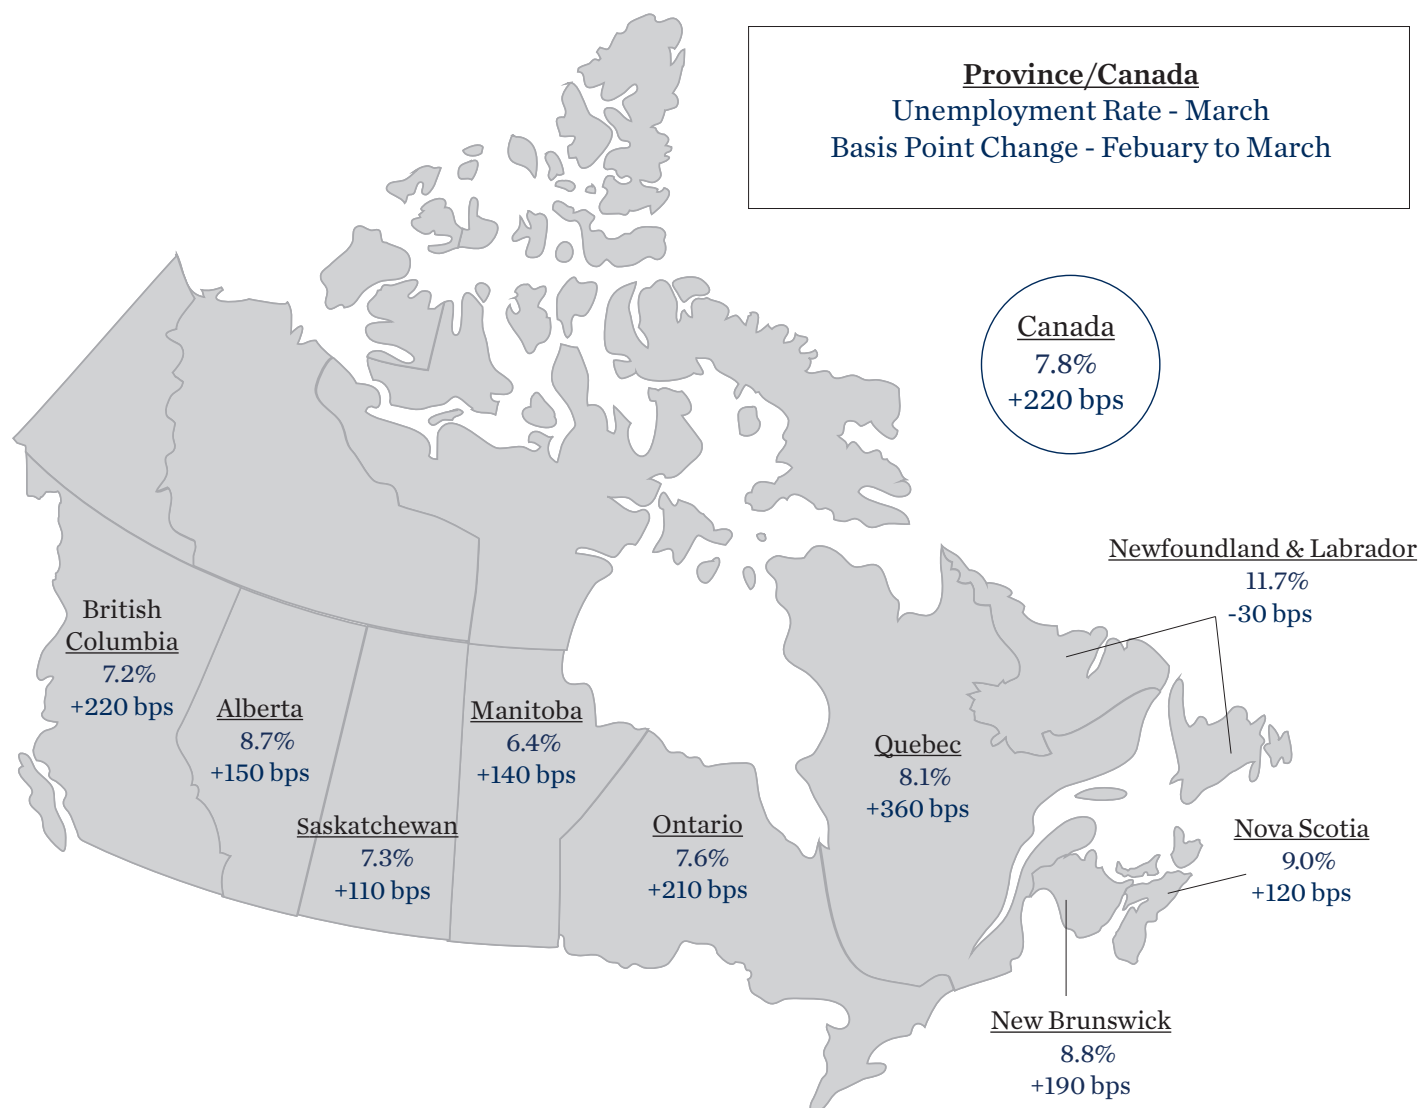 Province/Canada
Unemployment Rate - March
Basis Point Change - Febuary to March
Canada
7.8%
+220 bps
Newfoundland & Labrador
11.7%
-30 bps
British
Columbia
7.2%
+220 bps
Alberta
8.7%
+150 bps
Manitoba
6.4%
+140 bps
Quebec
8.1%
+360 bps
Saskatchewan
7.3%
+110 bps
Ontario
7.6%
+210 bps
Nova Scotia
9.0%
+120 bps
New Brunswick
8.8%
+190 bps